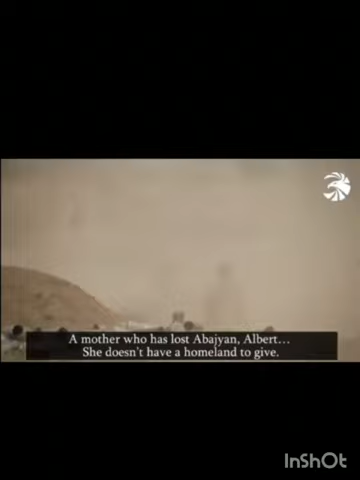 A mother who has lost Abajyan, Albert...
She doesn't have a homeland to give.
InShOt